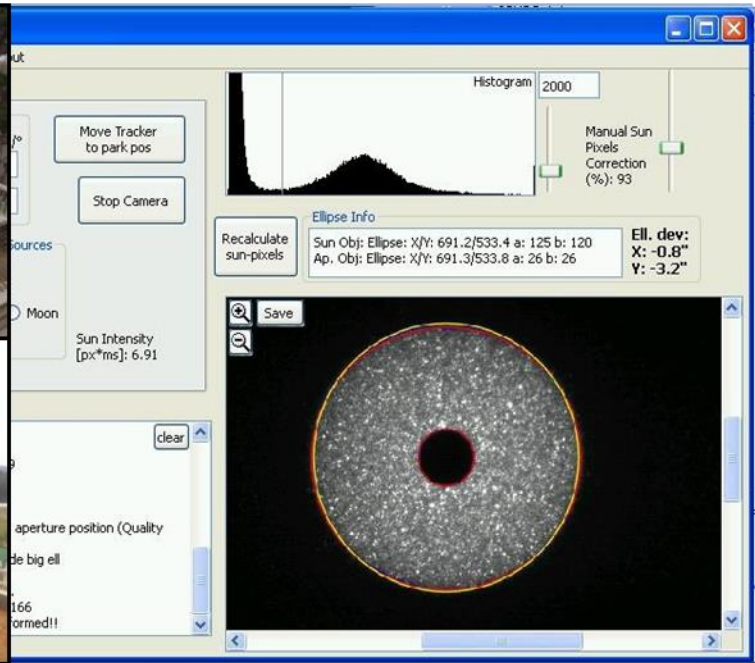 ut
Histogram
2000
/°
Move Tracker
to park pos
Manual Sun
Pixels
Correction
(%): 93
Stop Camera
Sources
Recalculate
sun-pixels
Ellipse Info
Sun Obj: Ellipse: X/Y: 691.2/533.4 a: 125 b: 120
Ap. Obj: Ellipse: X/Y: 691.3/533.8 a: 26 b: 26
Ell. dev:
X: -0.8"
Y: -3.2"
Moon
Sun Intensity
[px*ms]: 6.91
Save
clear
aperture position (Quality
de big ell
166
ormed!!